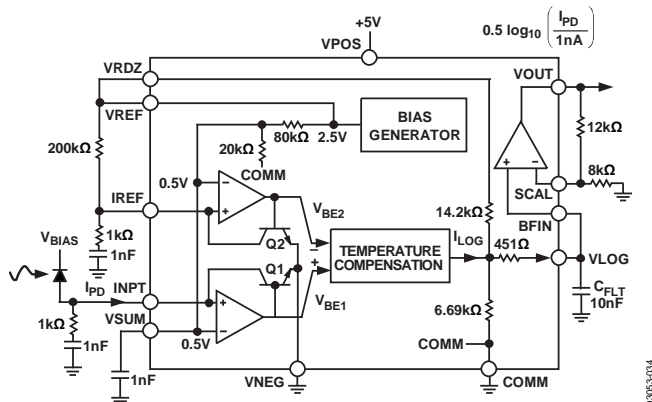 +5V
0.5 log10 ( IPD / 1nA )
VPOS
VRDZ
VOUT
VREF
BIAS
GENERATOR
80kΩ
2.5V
20kΩ
COMM
12kΩ
200kΩ
8kΩ
0.5V
SCAL
IREF
VBE2
14.2kΩ
BFIN
1kΩ
1nF
VBIAS
Q2
TEMPERATURE
COMPENSATION
ILOG
451Ω
VLOG
Q1
IPD
INPT
VBE1
CFLT
10nF
1kΩ
VSUM
6.69kΩ
0.5V
1nF
COMM
1nF
VNEG
COMM
03053-034